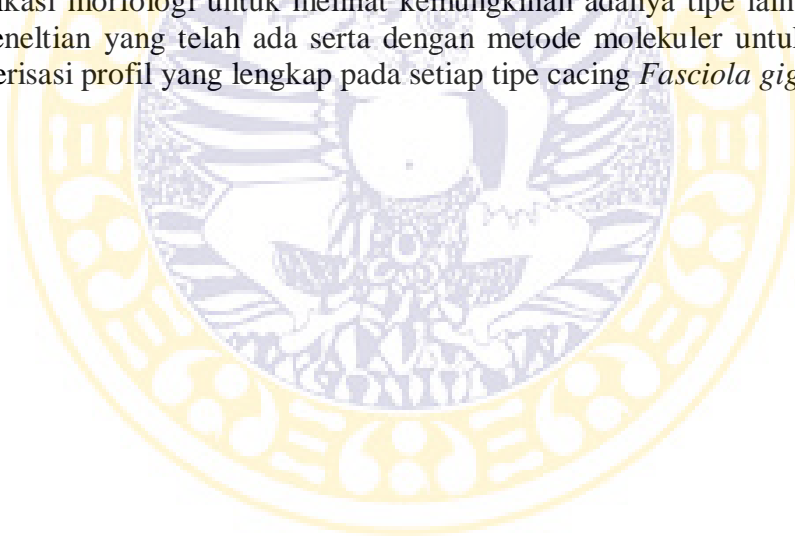 ikasi morfologi untuk melihat kemungkinan adanya tipe lain
eneltian yang telah ada serta dengan metode molekuler untuk
erisasi profil yang lengkap pada setiap tipe cacing Fasciola gig